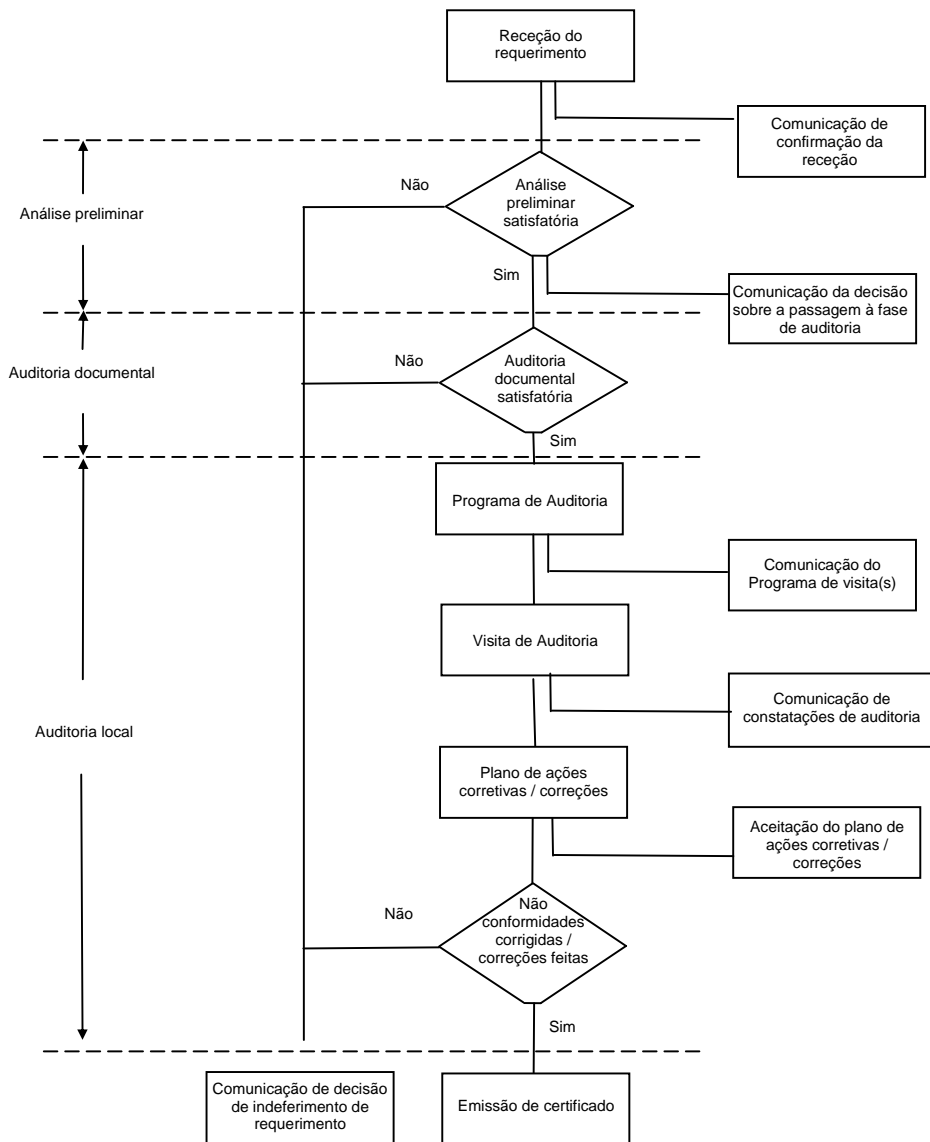 Receção do
requerimento
Comunicação de
confirmação da
receção
Não
Análise
preliminar
satisfatória
Análise preliminar
Sim
Comunicação da decisão
sobre a passagem à fase
de auditoria
Não
Auditoria
documental
satisfatória
Auditoria documental
Sim
Programa de Auditoria
Comunicação do
Programa de visita(s)
Visita de Auditoria
Comunicação de
constatações de auditoria
Auditoria local
Plano de ações
corretivas / correções
Aceitação do plano de
ações corretivas /
correções
Não
Não
conformidades
corrigidas /
correções feitas
Sim
Comunicação de decisão
de indeferimento de
requerimento
Emissão de certificado